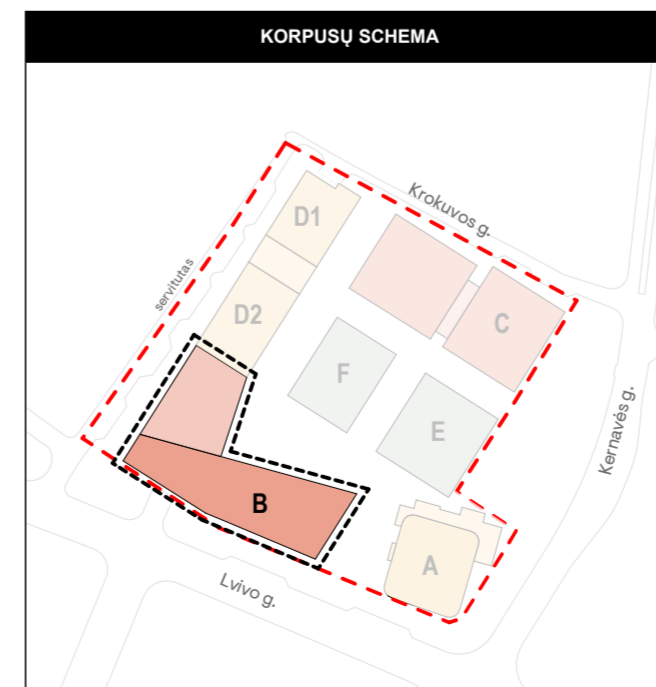 KORPUSŲ SCHEMA
Krokuvos g.
D1
servitutas
D2
C
F
E
Kernavės g.
B
A
Lvivo g.